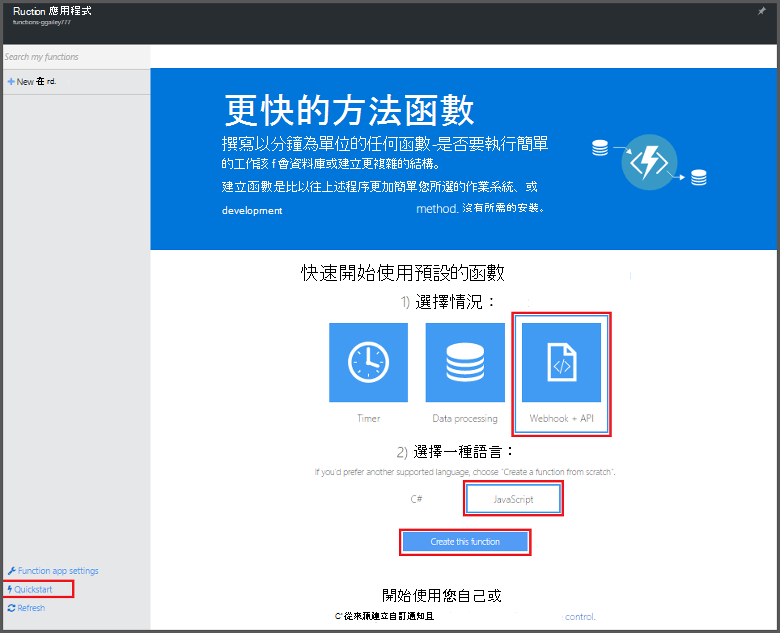 Ruction 應用程式
functions-ggailey777
Search my functions
New 在 rd.
更快的方法函數
撰寫以分鐘為單位的任何函數-是否要執行簡單
的工作該 f 會資料庫或建立更複雜的結構。
建立函數是比以往上述程序更加簡單您所選的作業系統、或
development method. 沒有所需的安裝。
快速開始使用預設的函數
1) 選擇情況：
Timer Data processing Webhook + API
2) 選擇一種語言：
If you'd prefer another supported language, choose "Create a function from scratch".
C# JavaScript
Create this function
Function app settings
Quickstart
Refresh
開始使用您自己或
從來源建立自訂通知且 control.